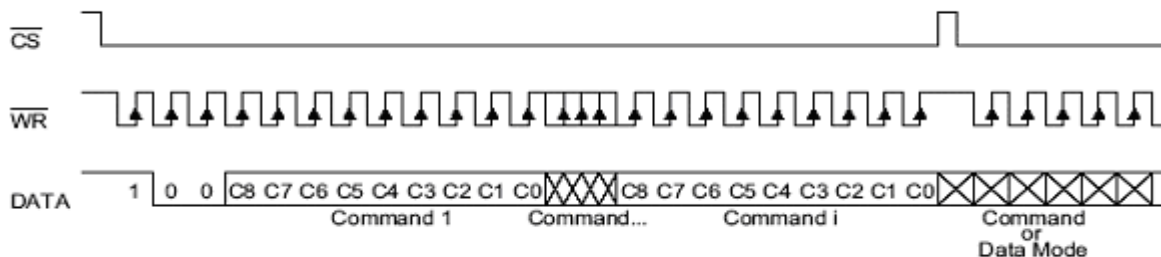 CS
WR
DATA 1 0 0 C8 C7 C6 C5 C4 C3 C2 C1 C0 C8 C7 C6 C5 C4 C3 C2 C1 C0
Command 1 Command... Command i Command
or
Data Mode